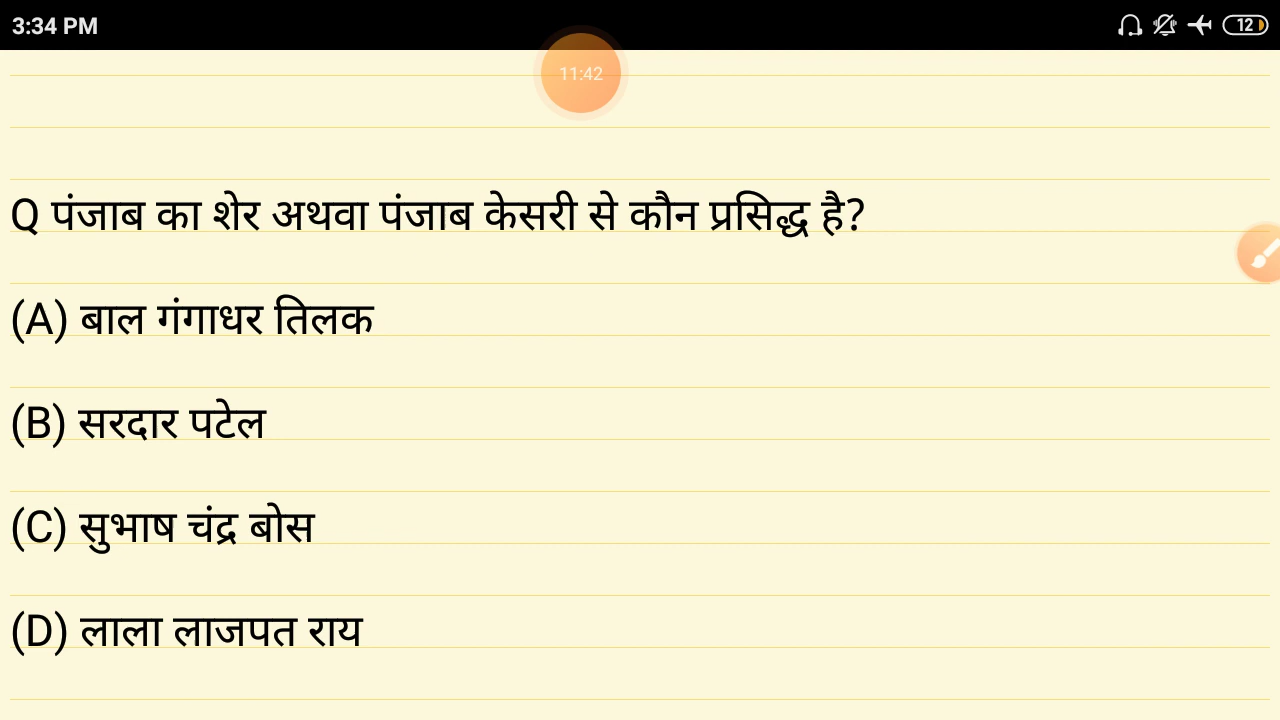 3:34 PM
12
11:42
Q पंजाब का शेर अथवा पंजाब केसरी से कौन प्रसिद्ध है?
(A) बाल गंगाधर तिलक
(B) सरदार पटेल
(C) सुभाष चंद्र बोस
(D) लाला लाजपत राय